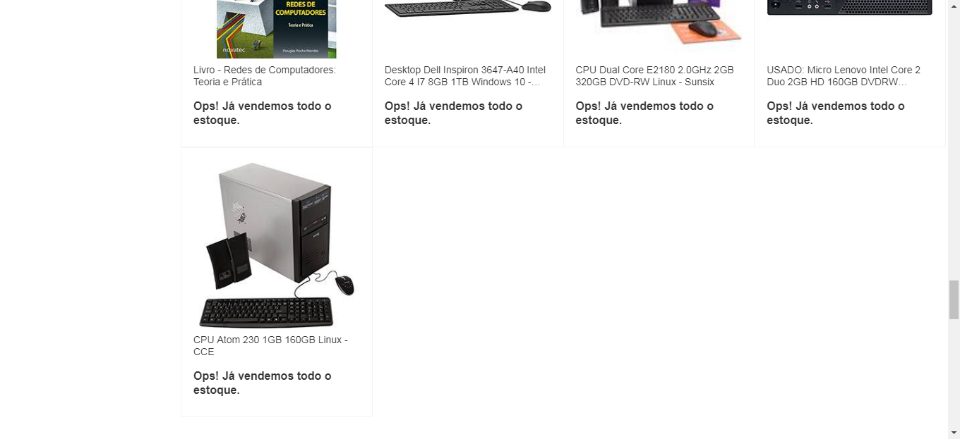 REDES DE
COMPUTADORES
Teoria e Prática
novatec
Livro - Redes de Computadores:
Teoria e Prática
Ops! Já vendemos todo o
estoque.
Desktop Dell Inspiron 3647-A40 Intel
Core 4 I7 8GB 1TB Windows 10 -...
Ops! Já vendemos todo o
estoque.
CPU Dual Core E2180 2.0GHz 2GB
320GB DVD-RW Linux - Sunsix
Ops! Já vendemos todo o
estoque.
USADO: Micro Lenovo Intel Core 2
Duo 2GB HD 160GB DVDRW...
Ops! Já vendemos todo o
estoque.
CPU Atom 230 1GB 160GB Linux -
CCE
Ops! Já vendemos todo o
estoque.